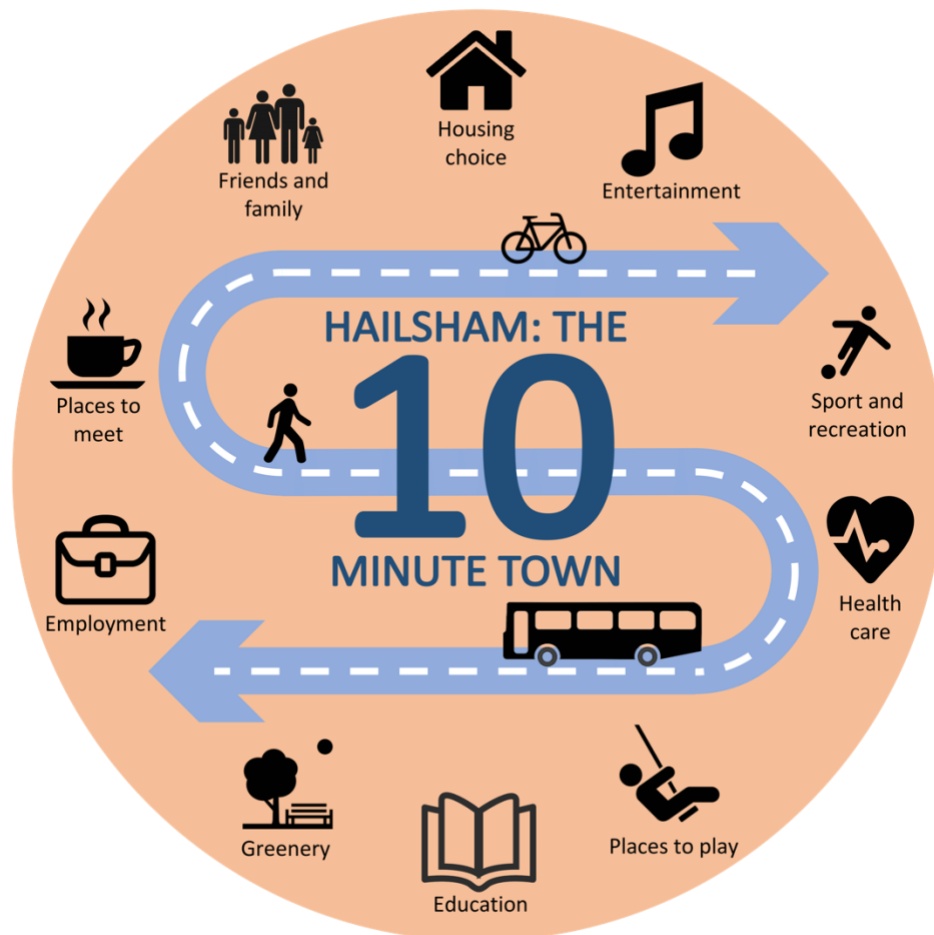 Housing
choice
Entertainment
Friends and
family
HAILSHAM: THE
10
MINUTE TOWN
Sport and
recreation
Places to
meet
Health
care
Employment
Places to play
Greenery
Education